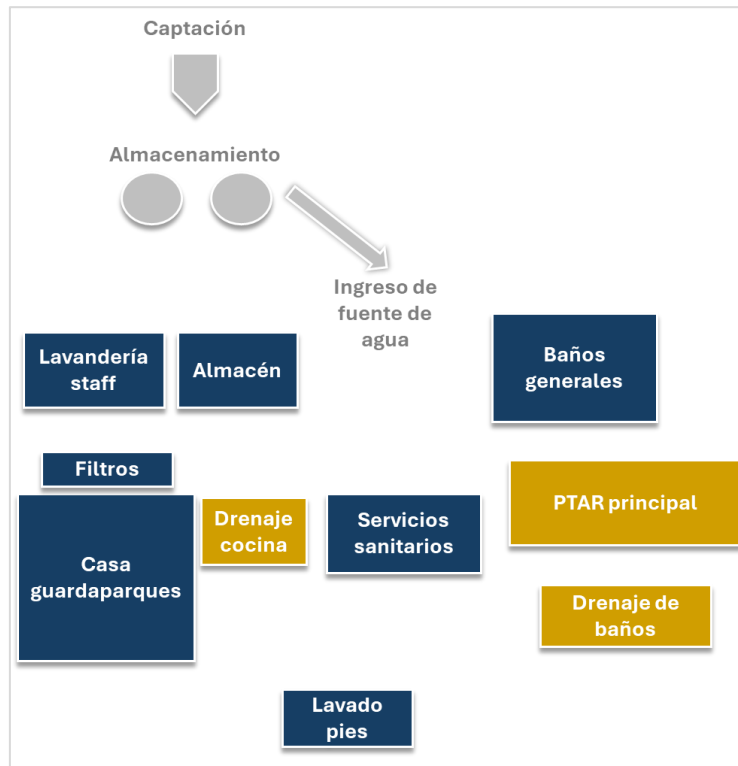 Captación
Almacenamiento
Ingreso de
fuente de
agua
Lavandería
staff
Almacén
Baños
generales
Filtros
Casa
guardaparques
Drenaje
cocina
Servicios
sanitarios
PTAR principal
Drenaje de
baños
Lavado
pies